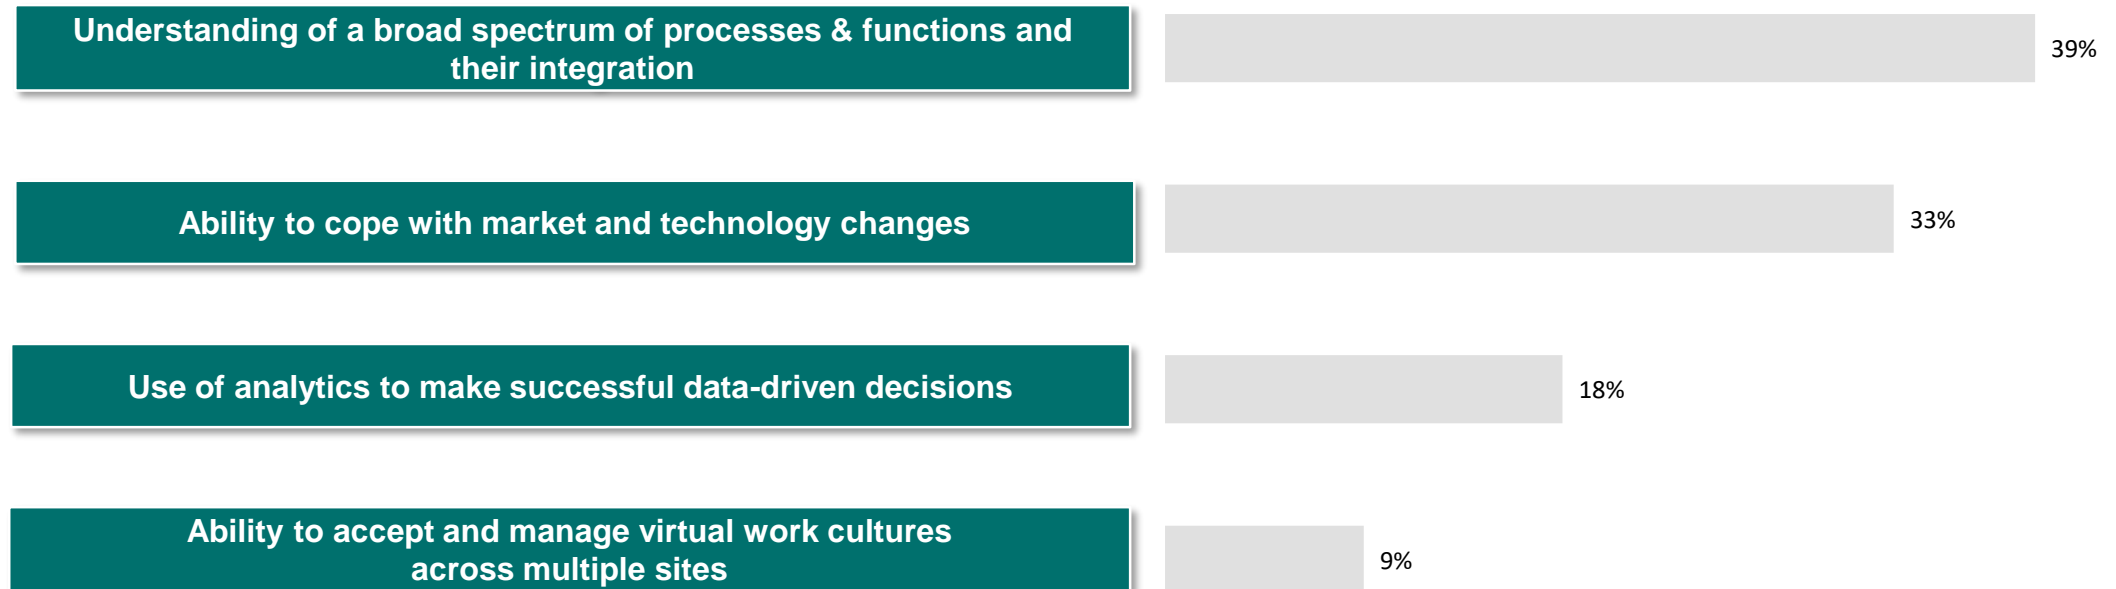 Understanding of a broad spectrum of processes & functions and
their integration
39%
Ability to cope with market and technology changes
33%
Use of analytics to make successful data-driven decisions
18%
Ability to accept and manage virtual work cultures
across multiple sites
9%